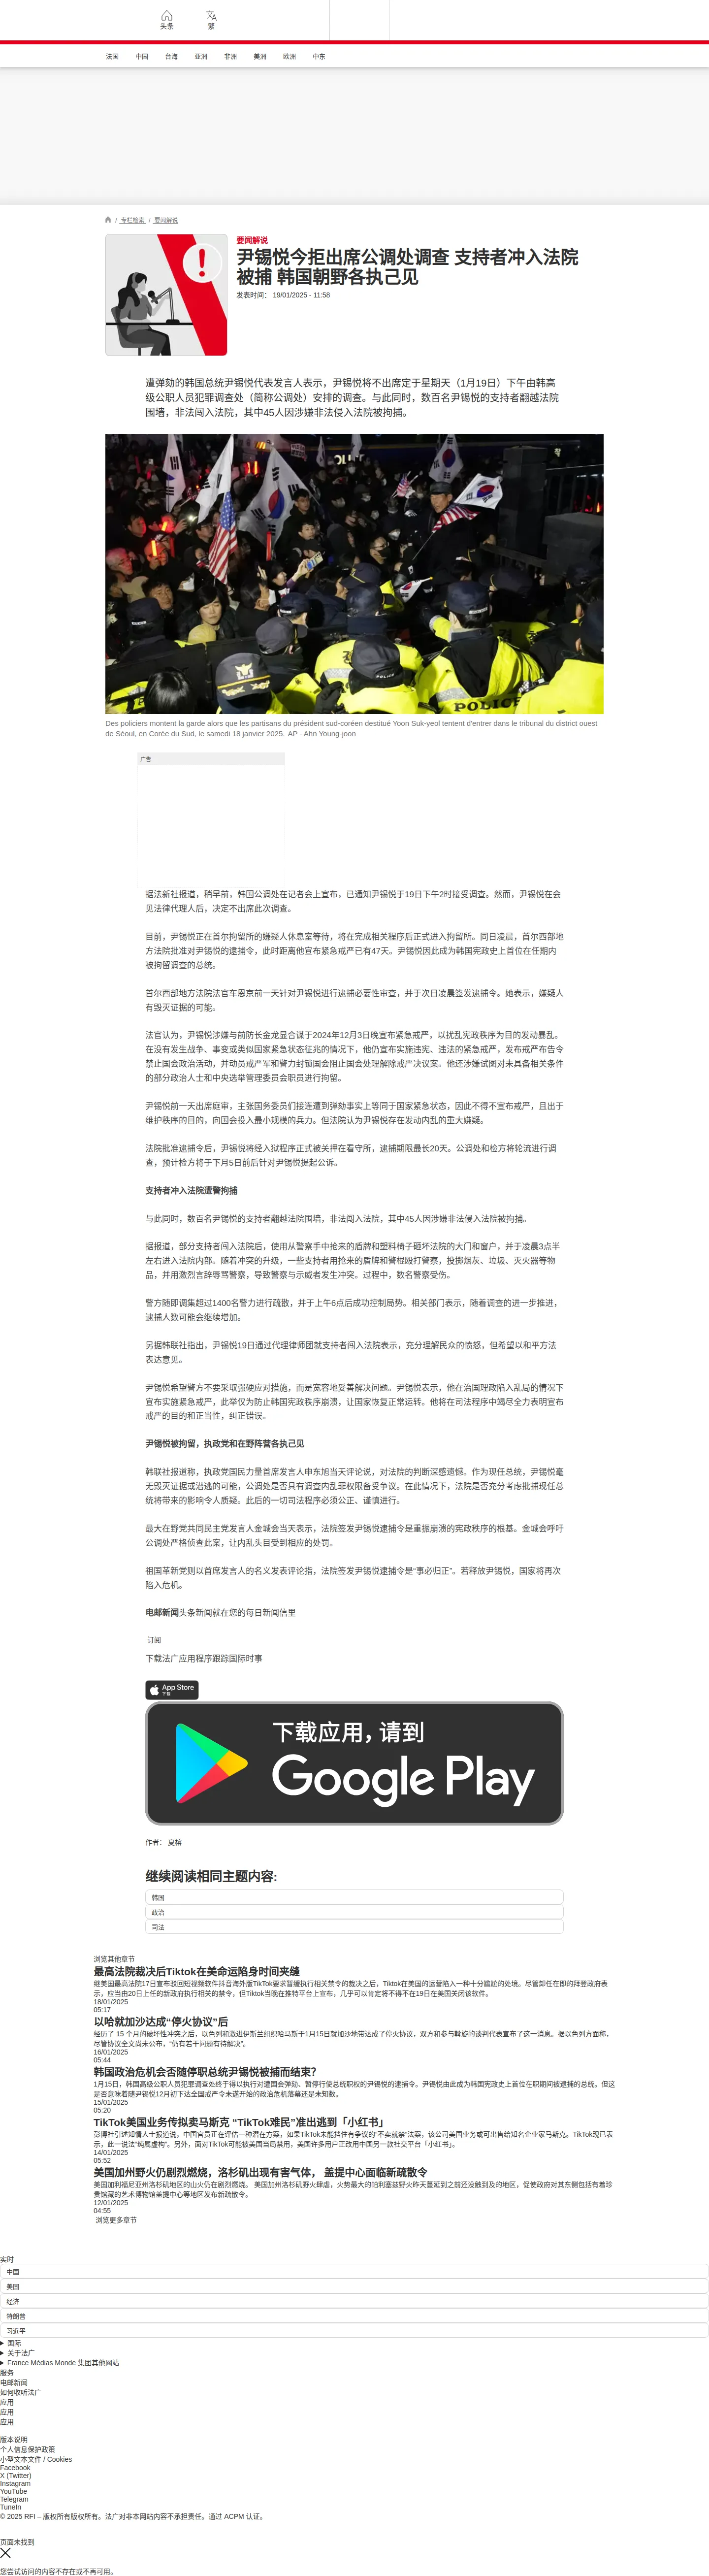 头条
繁
法国
中国
台海
亚洲
非洲
美洲
欧洲
中东
/ 专栏检索 / 要闻解说
要闻解说
尹锡悦今拒出席公调处调查 支持者冲入法院
被捕 韩国朝野各执己见
发表时间： 19/01/2025 - 11:58
遭弹劾的韩国总统尹锡悦代表发言人表示，尹锡悦将不出席定于星期天（1月19日）下午由韩高
级公职人员犯罪调查处（简称公调处）安排的调查。与此同时，数百名尹锡悦的支持者翻越法院
围墙，非法闯入法院，其中45人因涉嫌非法侵入法院被拘捕。
POLICE
POLICE
Des policiers montent la garde alors que les partisans du président sud-coréen destitué Yoon Suk-yeol tentent d'entrer dans le tribunal du district ouest
de Séoul, en Corée du Sud, le samedi 18 janvier 2025. AP - Ahn Young-joon
广告
据法新社报道，稍早前，韩国公调处在记者会上宣布，已通知尹锡悦于19日下午2时接受调查。然而，尹锡悦在会
见法律代理人后，决定不出席此次调查。
目前，尹锡悦正在首尔拘留所的嫌疑人休息室等待，将在完成相关程序后正式进入拘留所。同日凌晨，首尔西部地
方法院批准对尹锡悦的逮捕令，此时距离他宣布紧急戒严已有47天。尹锡悦因此成为韩国宪政史上首位在任期内
被拘留调查的总统。
首尔西部地方法院法官车恩京前一天针对尹锡悦进行逮捕必要性审查，并于次日凌晨签发逮捕令。她表示，嫌疑人
有毁灭证据的可能。
法官认为，尹锡悦涉嫌与前防长金龙显合谋于2024年12月3日晚宣布紧急戒严，以扰乱宪政秩序为目的发动暴乱。
在没有发生战争、事变或类似国家紧急状态征兆的情况下，他仍宣布实施违宪、违法的紧急戒严，发布戒严布告令
禁止国会政治活动，并动员戒严军和警力封锁国会阻止国会处理解除戒严决议案。他还涉嫌试图对未具备相关条件
的部分政治人士和中央选举管理委员会职员进行拘留。
尹锡悦前一天出席庭审，主张国务委员们接连遭到弹劾事实上等同于国家紧急状态，因此不得不宣布戒严，且出于
维护秩序的目的，向国会投入最小规模的兵力。但法院认为尹锡悦存在发动内乱的重大嫌疑。
法院批准逮捕令后，尹锡悦将经入狱程序正式被关押在看守所，逮捕期限最长20天。公调处和检方将轮流进行调
查，预计检方将于下月5日前后针对尹锡悦提起公诉。
支持者冲入法院遭警拘捕
与此同时，数百名尹锡悦的支持者翻越法院围墙，非法闯入法院，其中45人因涉嫌非法侵入法院被拘捕。
据报道，部分支持者闯入法院后，使用从警察手中抢来的盾牌和塑料椅子砸坏法院的大门和窗户，并于凌晨3点半
左右进入法院内部。随着冲突的升级，一些支持者用抢来的盾牌和警棍殴打警察，投掷烟灰、垃圾、灭火器等物
品，并用激烈言辞辱骂警察，导致警察与示威者发生冲突。过程中，数名警察受伤。
警方随即调集超过1400名警力进行疏散，并于上午6点后成功控制局势。相关部门表示，随着调查的进一步推进，
逮捕人数可能会继续增加。
另据韩联社指出，尹锡悦19日通过代理律师团就支持者闯入法院表示，充分理解民众的愤怒，但希望以和平方法
表达意见。
尹锡悦希望警方不要采取强硬应对措施，而是宽容地妥善解决问题。尹锡悦表示，他在治国理政陷入乱局的情况下
宣布实施紧急戒严，此举仅为防止韩国宪政秩序崩溃，让国家恢复正常运转。他将在司法程序中竭尽全力表明宣布
戒严的目的和正当性，纠正错误。
尹锡悦被拘留，执政党和在野阵营各执己见
韩联社报道称，执政党国民力量首席发言人申东旭当天评论说，对法院的判断深感遗憾。作为现任总统，尹锡悦毫
无毁灭证据或潜逃的可能，公调处是否具有调查内乱罪权限备受争议。在此情况下，法院是否充分考虑批捕现任总
统将带来的影响令人质疑。此后的一切司法程序必须公正、谨慎进行。
最大在野党共同民主党发言人金城会当天表示，法院签发尹锡悦逮捕令是重振崩溃的宪政秩序的根基。金城会呼吁
公调处严格侦查此案，让内乱头目受到相应的处罚。
祖国革新党则以首席发言人的名义发表评论指，法院签发尹锡悦逮捕令是“事必归正”。若释放尹锡悦，国家将再次
陷入危机。
电邮新闻头条新闻就在您的每日新闻信里
订阅
下载法广应用程序跟踪国际时事
App Store
下载
下载应用，请到
Google Play
作者： 夏榕
继续阅读相同主题内容:
韩国
政治
司法
浏览其他章节
最高法院裁决后Tiktok在美命运陷身时间夹缝
继美国最高法院17日宣布驳回短视频软件抖音海外版TikTok要求暂缓执行相关禁令的裁决之后，Tiktok在美国的运营陷入一种十分尴尬的处境。尽管卸任在即的拜登政府表
示，应当由20日上任的新政府执行相关的禁令，但Tiktok当晚在推特平台上宣布，几乎可以肯定将不得不在19日在美国关闭该软件。
18/01/2025
05:17
以哈就加沙达成“停火协议”后
经历了 15 个月的破坏性冲突之后，以色列和激进伊斯兰组织哈马斯于1月15日就加沙地带达成了停火协议，双方和参与斡旋的谈判代表宣布了这一消息。据以色列方面称，
尽管协议全文尚未公布，“仍有若干问题有待解决”。
16/01/2025
05:44
韩国政治危机会否随停职总统尹锡悦被捕而结束？
1月15日，韩国高级公职人员犯罪调查处终于得以执行对遭国会弹劾、暂停行使总统职权的尹锡悦的逮捕令。尹锡悦由此成为韩国宪政史上首位在职期间被逮捕的总统。但这
是否意味着随尹锡悦12月初下达全国戒严令未遂开始的政治危机落幕还是未知数。
15/01/2025
05:20
TikTok美国业务传拟卖马斯克 “TikTok难民”准出逃到「小红书」
彭博社引述知情人士报道说，中国官员正在评估一种潜在方案，如果TikTok未能挡住有争议的“不卖就禁”法案，该公司美国业务或可出售给知名企业家马斯克。TikTok现已表
示，此一说法“纯属虚构”。另外，面对TikTok可能被美国当局禁用，美国许多用户正改用中国另一款社交平台「小红书」。
14/01/2025
05:52
美国加州野火仍剧烈燃烧，洛杉矶出现有害气体， 盖提中心面临新疏散令
美国加利福尼亚州洛杉矶地区的山火仍在剧烈燃烧。 美国加州洛杉矶野火肆虐，火势最大的帕利塞兹野火昨天蔓延到之前还没触到及的地区，促使政府对其东侧包括有着珍
贵馆藏的艺术博物馆盖提中心等地区发布新疏散令。
12/01/2025
04:55
浏览更多章节
实时
中国
美国
经济
特朗普
习近平
国际
关于法广
France Médias Monde 集团其他网站
服务
电邮新闻
如何收听法广
应用
应用
应用
版本说明
个人信息保护政策
小型文本文件 / Cookies
Facebook
X (Twitter)
Instagram
YouTube
Telegram
TuneIn
© 2025 RFI – 版权所有版权所有。法广对非本网站内容不承担责任。通过 ACPM 认证。
页面未找到
您尝试访问的内容不存在或不再可用。